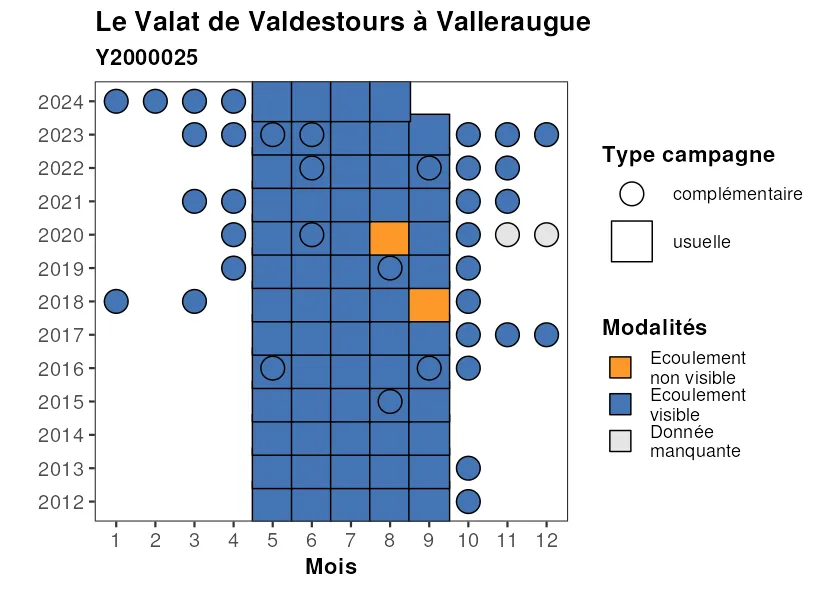 Le Valat de Valdestours à Valleraugue
Y2000025
2024
2023
2022
2021
2020
2019
2018
2017
2016
2015
2014
2013
2012
1 2 3 4 5 6 7 8 9 10 11 12
Mois
Type campagne
complémentaire
usuelle
Modalités
Ecoulement
non visible
Ecoulement
visible
Donnée
manquante